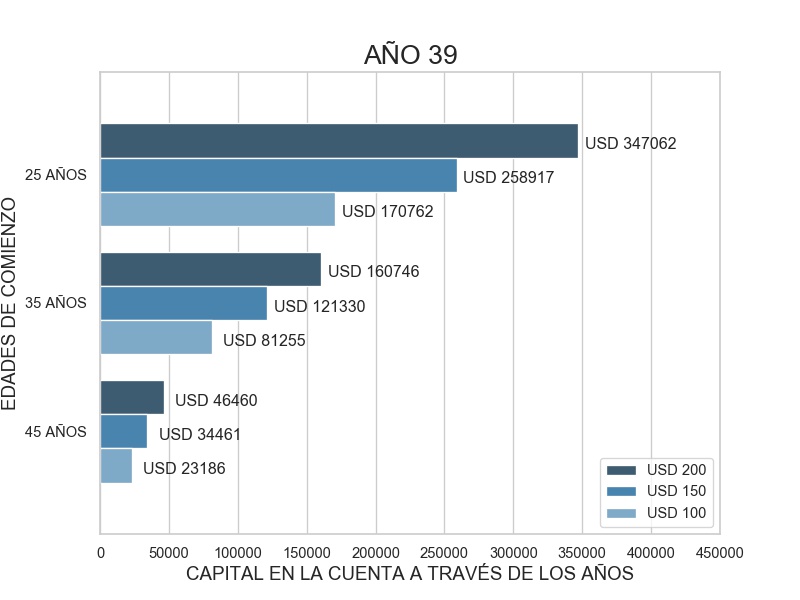 AÑO 39
EDADES DE COMIENZO
25 AÑOS
USD 347062
USD 258917
USD 170762
35 AÑOS
USD 160746
USD 121330
USD 81255
45 AÑOS
USD 46460
USD 34461
USD 23186
USD 200
USD 150
USD 100
0 50000 100000 150000 200000 250000 300000 350000 400000 450000
CAPITAL EN LA CUENTA A TRAVÉS DE LOS AÑOS